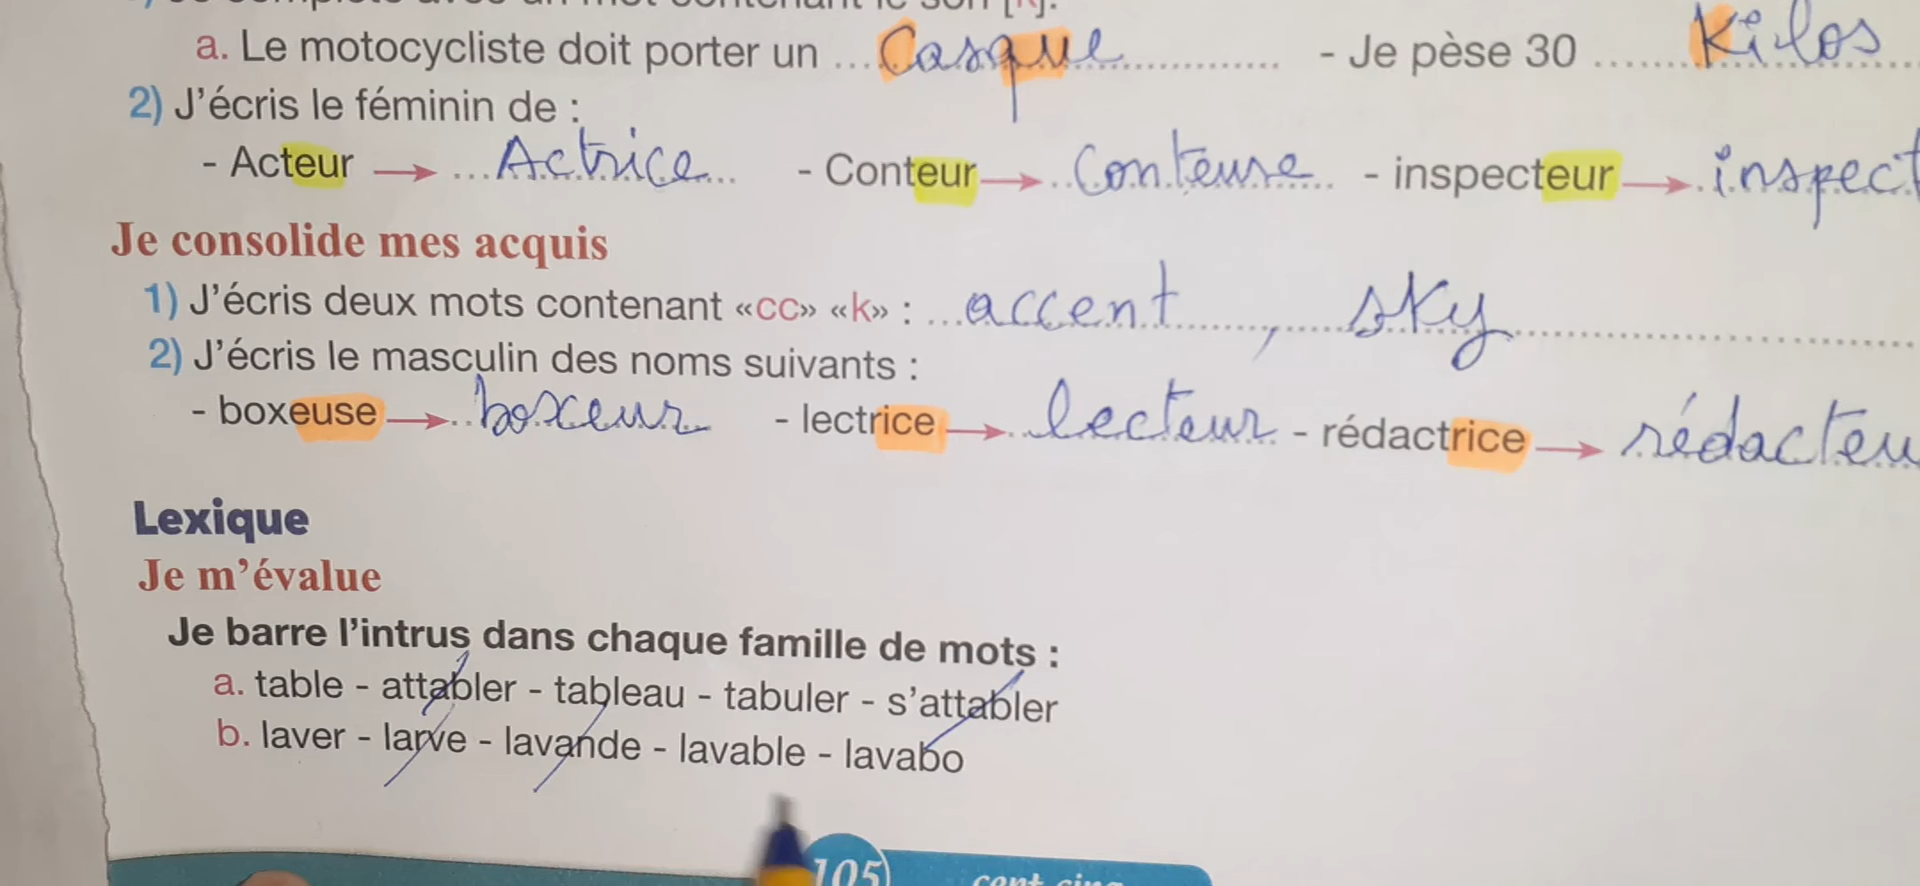 a. Le motocycliste doit porter un ... Casque ... - Je pèse 30 ... Kilos
2) J'écris le féminin de :
- Acteur → ... Actrice ... - Conteur → ... Conteuse ... - inspecteur → ... inspect
Je consolide mes acquis
1) J'écris deux mots contenant «cc» «k» : ... accent ... , ... sky ...
2) J'écris le masculin des noms suivants :
- boxeuse → ... boxeur - lectrice → ... lecteur - rédactrice → rédacteu
Lexique
Je m'évalue
Je barre l'intrus dans chaque famille de mots :
a. table - attabler - tableau - tabuler - s'attabler
b. laver - larve - lavande - lavable - lavabo
105 cent cinq